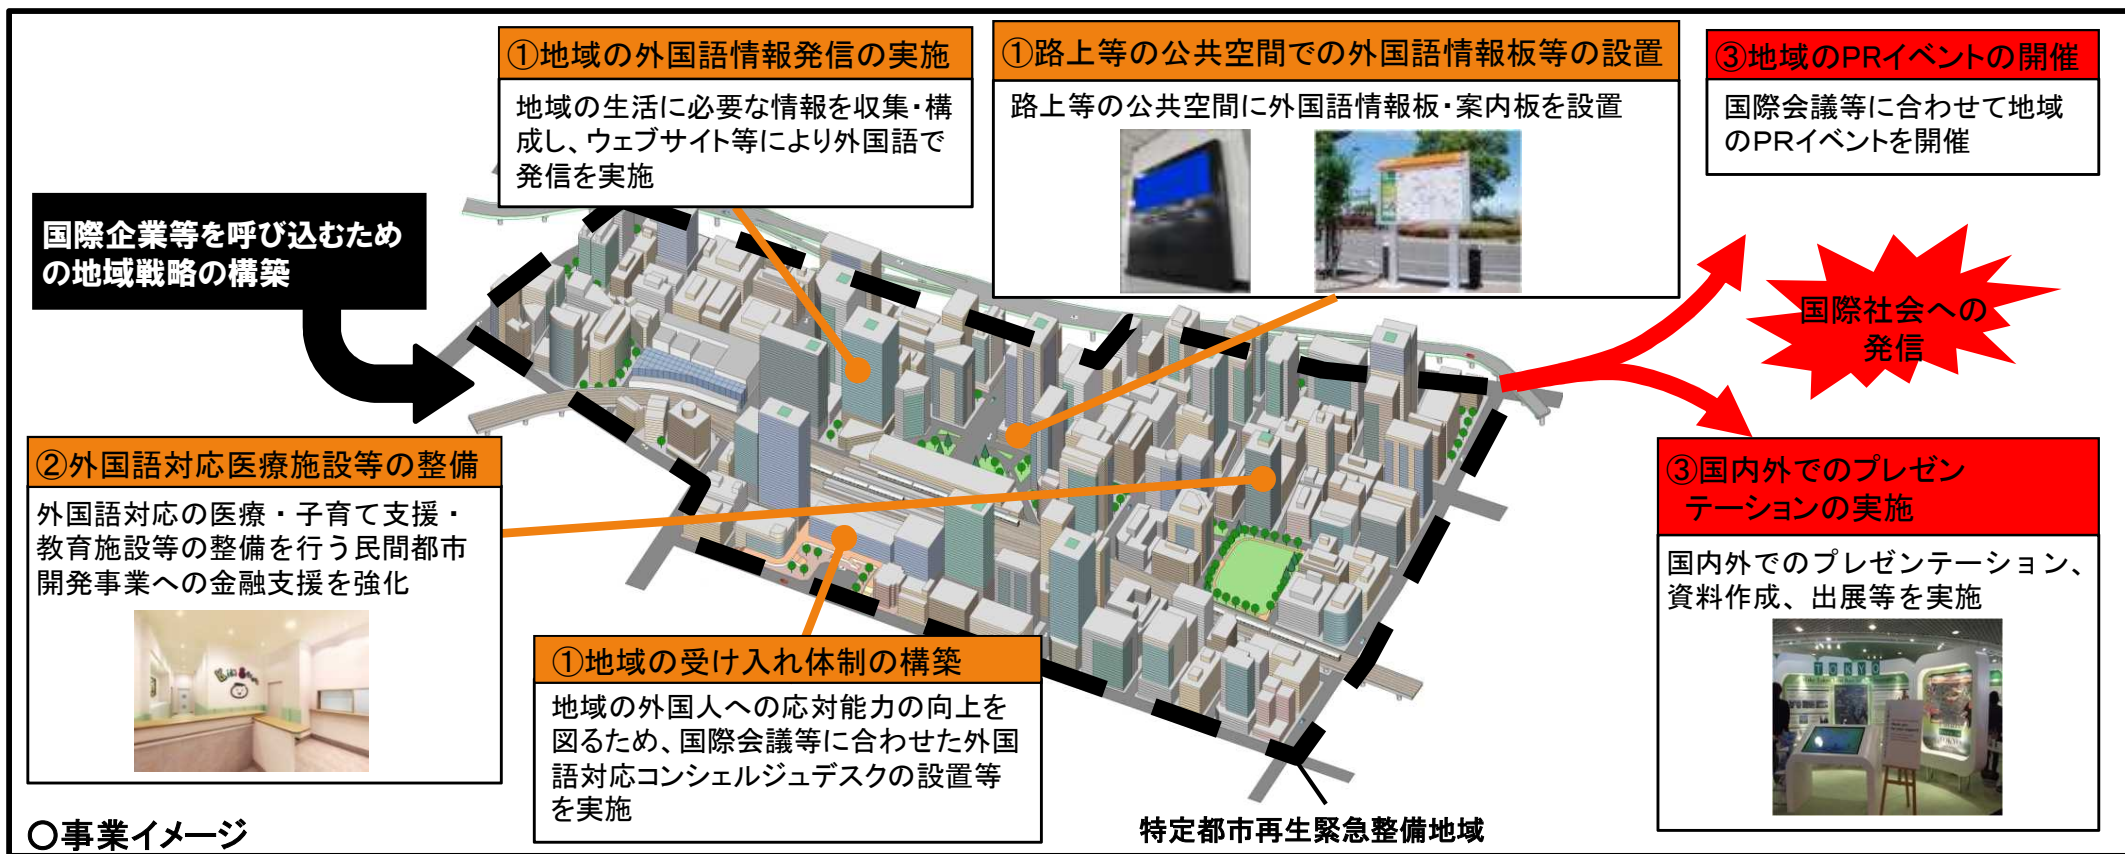 ①地域の外国語情報発信の実施
地域の生活に必要な情報を収集・構
成し、ウェブサイト等により外国語で
発信を実施
①路上等の公共空間での外国語情報板等の設置
路上等の公共空間に外国語情報板・案内板を設置
③地域のPRイベントの開催
国際会議等に合わせて地域
のPRイベントを開催
国際企業等を呼び込むため
の地域戦略の構築
国際社会への
発信
②外国語対応医療施設等の整備
外国語対応の医療・子育て支援・
教育施設等の整備を行う民間都市
開発事業への金融支援を強化
③国内外でのプレゼン
テーションの実施
国内外でのプレゼンテーション、
資料作成、出展等を実施
TOKYO
①地域の受け入れ体制の構築
地域の外国人への応対能力の向上を
図るため、国際会議等に合わせた外国
語対応コンシェルジュデスクの設置等
を実施
特定都市再生緊急整備地域
○事業イメージ